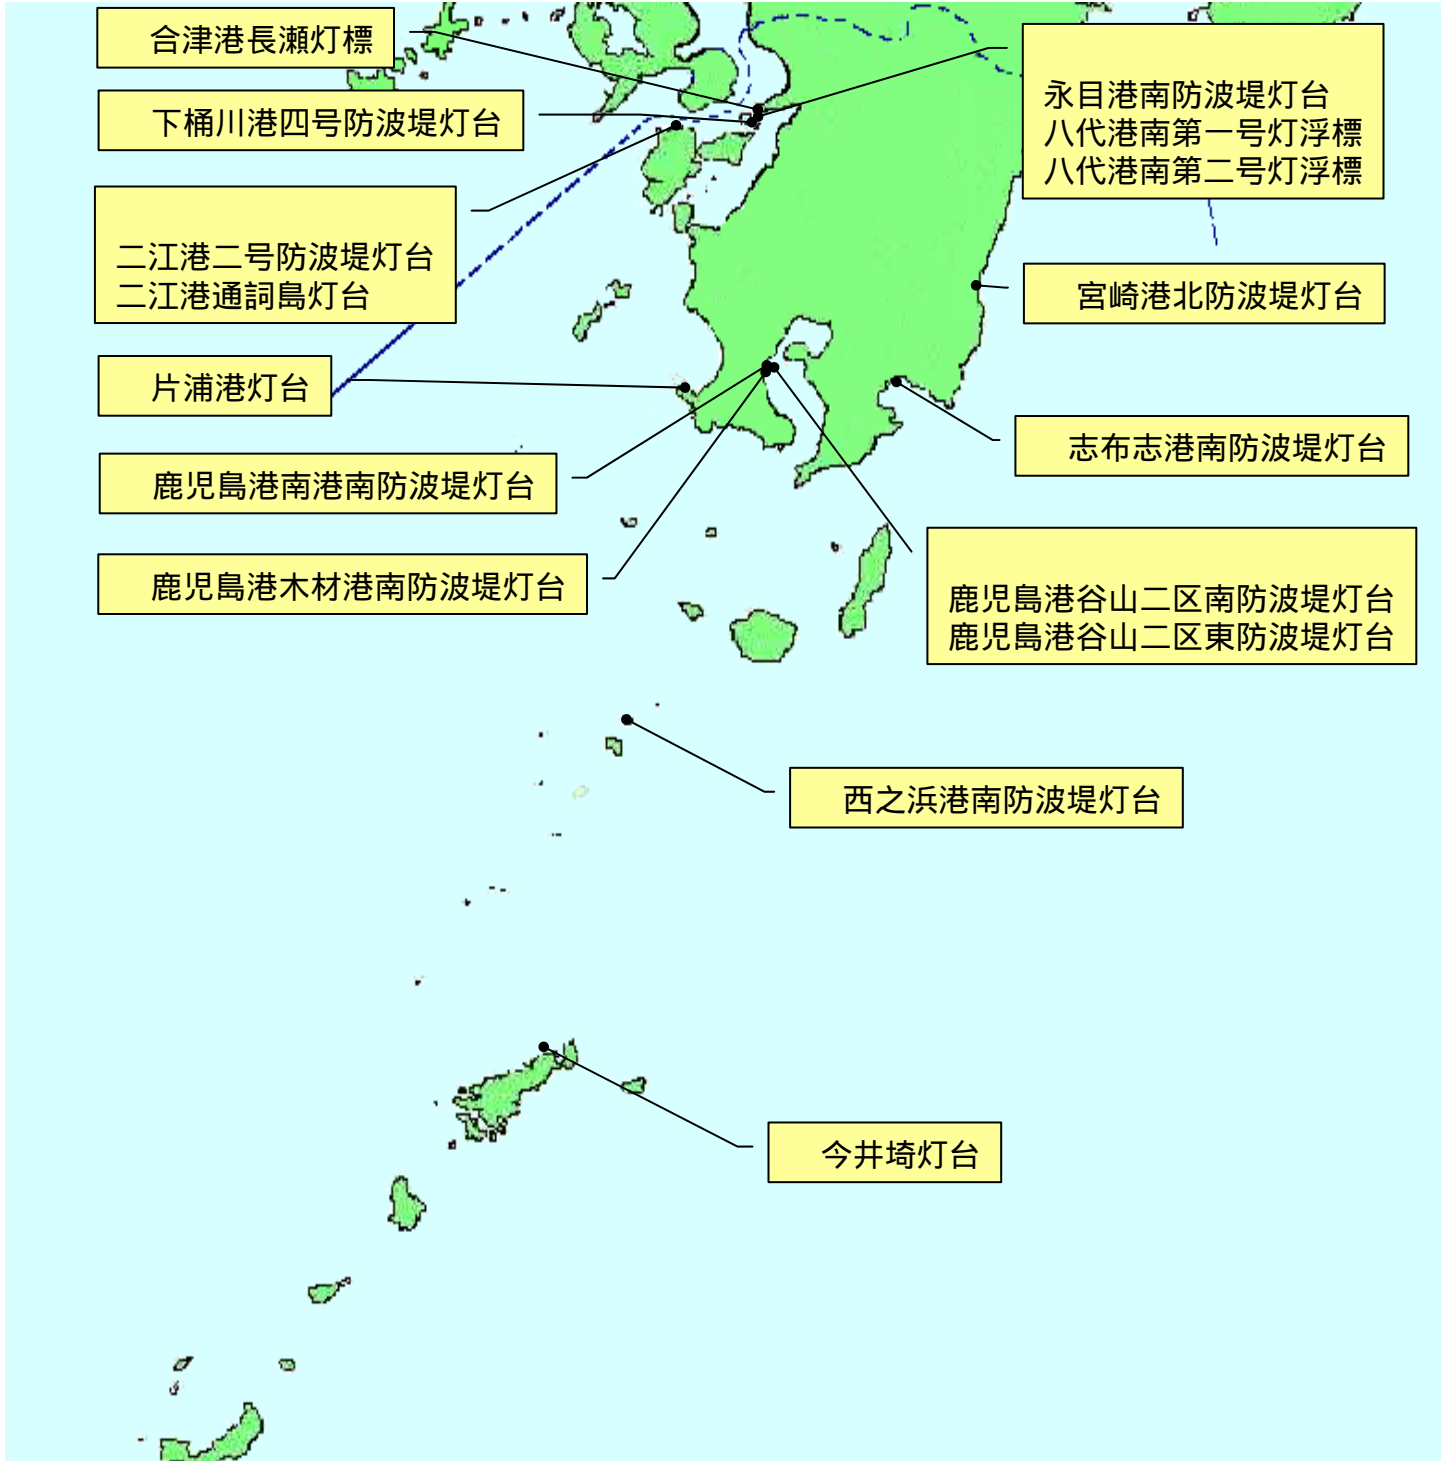 合津港長瀬灯標
下桶川港四号防波堤灯台
永目港南防波堤灯台
八代港南第一号灯浮標
八代港南第二号灯浮標
二江港二号防波堤灯台
二江港通詞島灯台
宮崎港北防波堤灯台
片浦港灯台
志布志港南防波堤灯台
鹿児島港南港南防波堤灯台
鹿児島港木材港南防波堤灯台
鹿児島港谷山二区南防波堤灯台
鹿児島港谷山二区東防波堤灯台
西之浜港南防波堤灯台
今井埼灯台